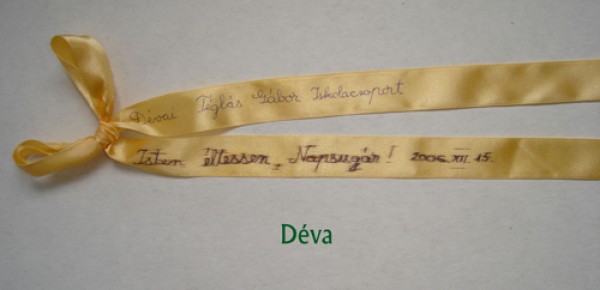 Dévai Téglás Gábor Iskolacsoport
Isten éltessen, Napsugár! 2006. XII. 15.
Déva